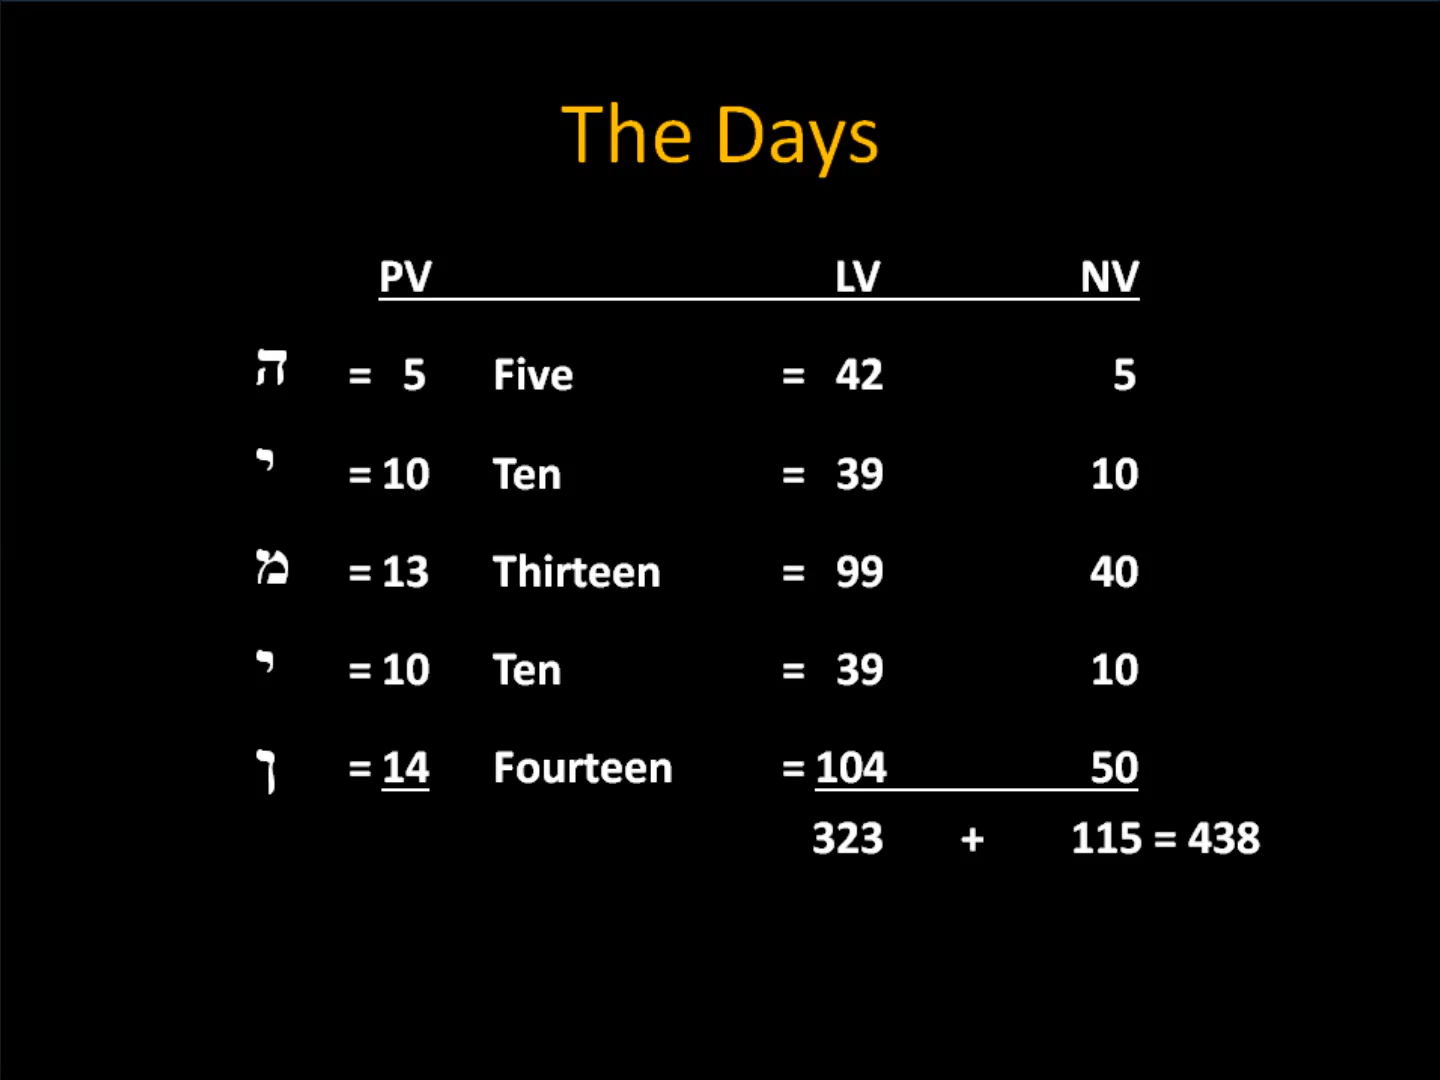 The Days
PV LV NV
ה = 5 Five = 42 5
י = 10 Ten = 39 10
מ = 13 Thirteen = 99 40
י = 10 Ten = 39 10
ן = 14 Fourteen = 104 50
323 + 115 = 438